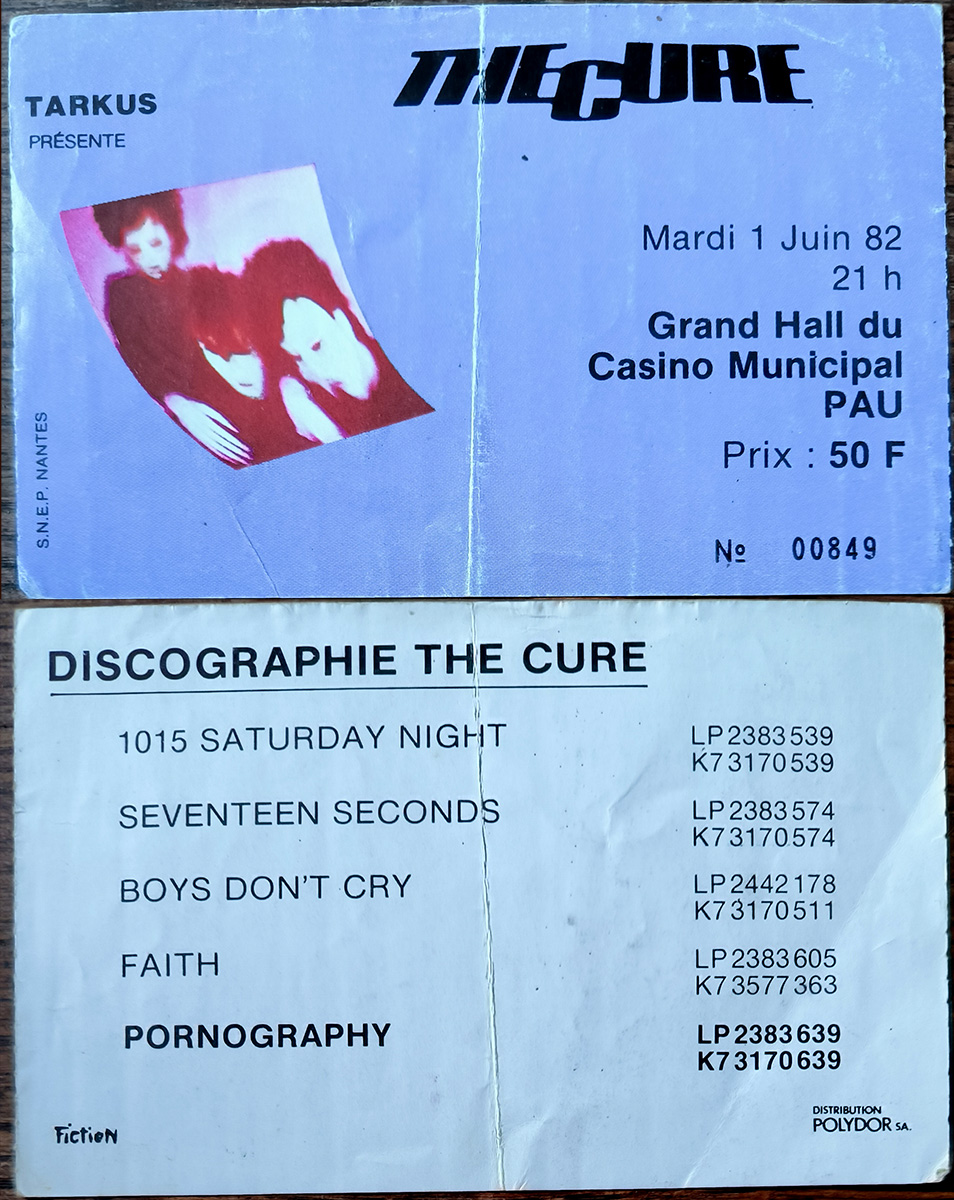 THE CURE
TARKUS
PRÉSENTE
Mardi 1 Juin 82
21 h
Grand Hall du
Casino Municipal
PAU
Prix : 50 F
S.N.E.P. NANTES
Nº 00849
DISCOGRAPHIE THE CURE
1015 SATURDAY NIGHT LP 2383 539
K7 3170 539
SEVENTEEN SECONDS LP 2383 574
K7 3170 574
BOYS DON'T CRY LP 2442 178
K7 3170 511
FAITH LP 2383 605
K7 3577 363
PORNOGRAPHY LP 2383 639
K7 3170 639
Fiction
DISTRIBUTION
POLYDOR SA.